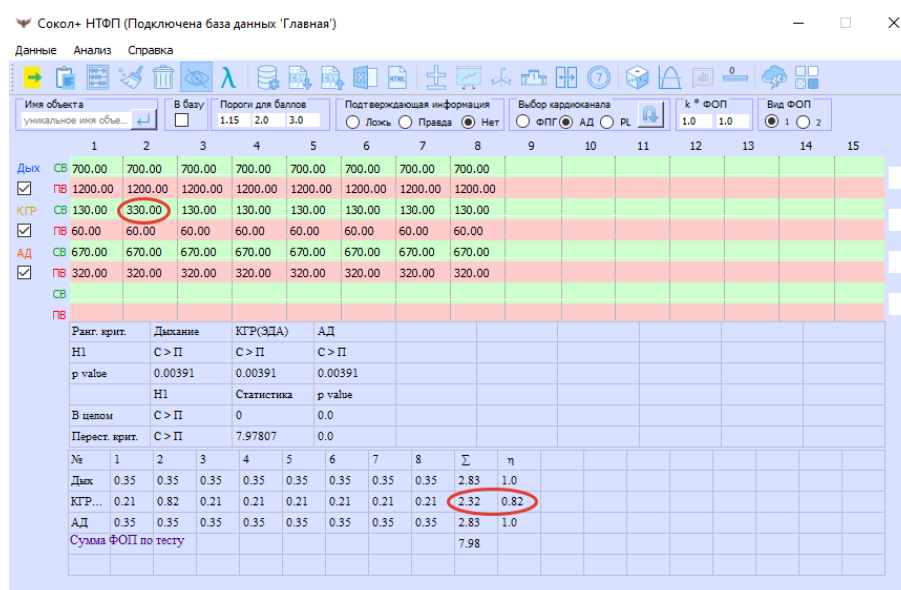 Сокол+ НТФП (Подключена база данных 'Главная')
Данные Анализ Справка
λ HTML 7 0
Имя объекта В базу Пороги для баллов Подтверждающая информация Выбор кардиоканала k * ФОП Вид ФОП
уникальное имя объе... 1.15 2.0 3.0 Ложь Правда Нет ФПГ АД PL 1.0 1.0 1 2
1 2 3 4 5 6 7 8 9 10 11 12 13 14 15
Дых СВ 700.00 700.00 700.00 700.00 700.00 700.00 700.00 700.00
ПВ 1200.00 1200.00 1200.00 1200.00 1200.00 1200.00 1200.00 1200.00
КГР СВ 130.00 330.00 130.00 130.00 130.00 130.00 130.00 130.00
ПВ 60.00 60.00 60.00 60.00 60.00 60.00 60.00 60.00
АД СВ 670.00 670.00 670.00 670.00 670.00 670.00 670.00 670.00
ПВ 320.00 320.00 320.00 320.00 320.00 320.00 320.00 320.00
СВ
ПВ
Ранг. крит. Дыхание КГР(ЭДА) АД
H1 С > П С > П С > П
p value 0.00391 0.00391 0.00391
H1 Статистика p value
В целом С > П 0 0.0
Перест. крит. С > П 7.97807 0.0
№ 1 2 3 4 5 6 7 8 Σ η
Дых 0.35 0.35 0.35 0.35 0.35 0.35 0.35 0.35 2.83 1.0
КГР... 0.21 0.82 0.21 0.21 0.21 0.21 0.21 0.21 2.32 0.82
АД 0.35 0.35 0.35 0.35 0.35 0.35 0.35 0.35 2.83 1.0
Сумма ФОП по тесту 7.98